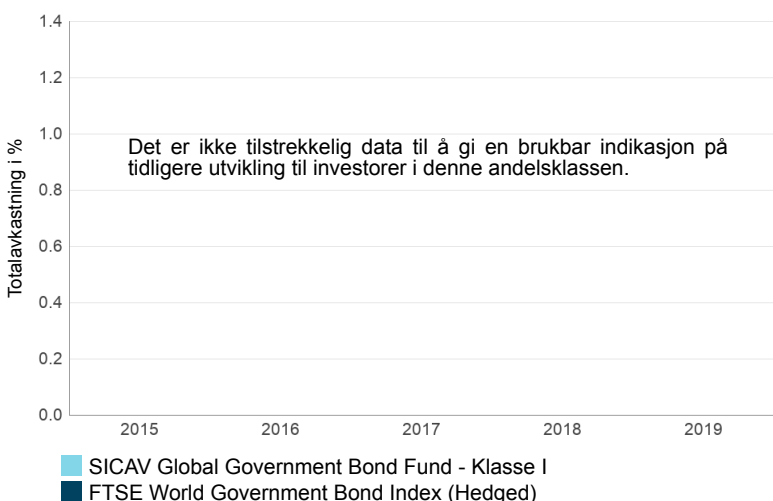 1.4
1.2
1.0
0.8
0.6
0.4
0.2
0.0
Totalavkastning i %
Det er ikke tilstrekkelig data til å gi en brukbar indikasjon på
tidligere utvikling til investorer i denne andelsklassen.
2015 2016 2017 2018 2019
SICAV Global Government Bond Fund - Klasse I
FTSE World Government Bond Index (Hedged)